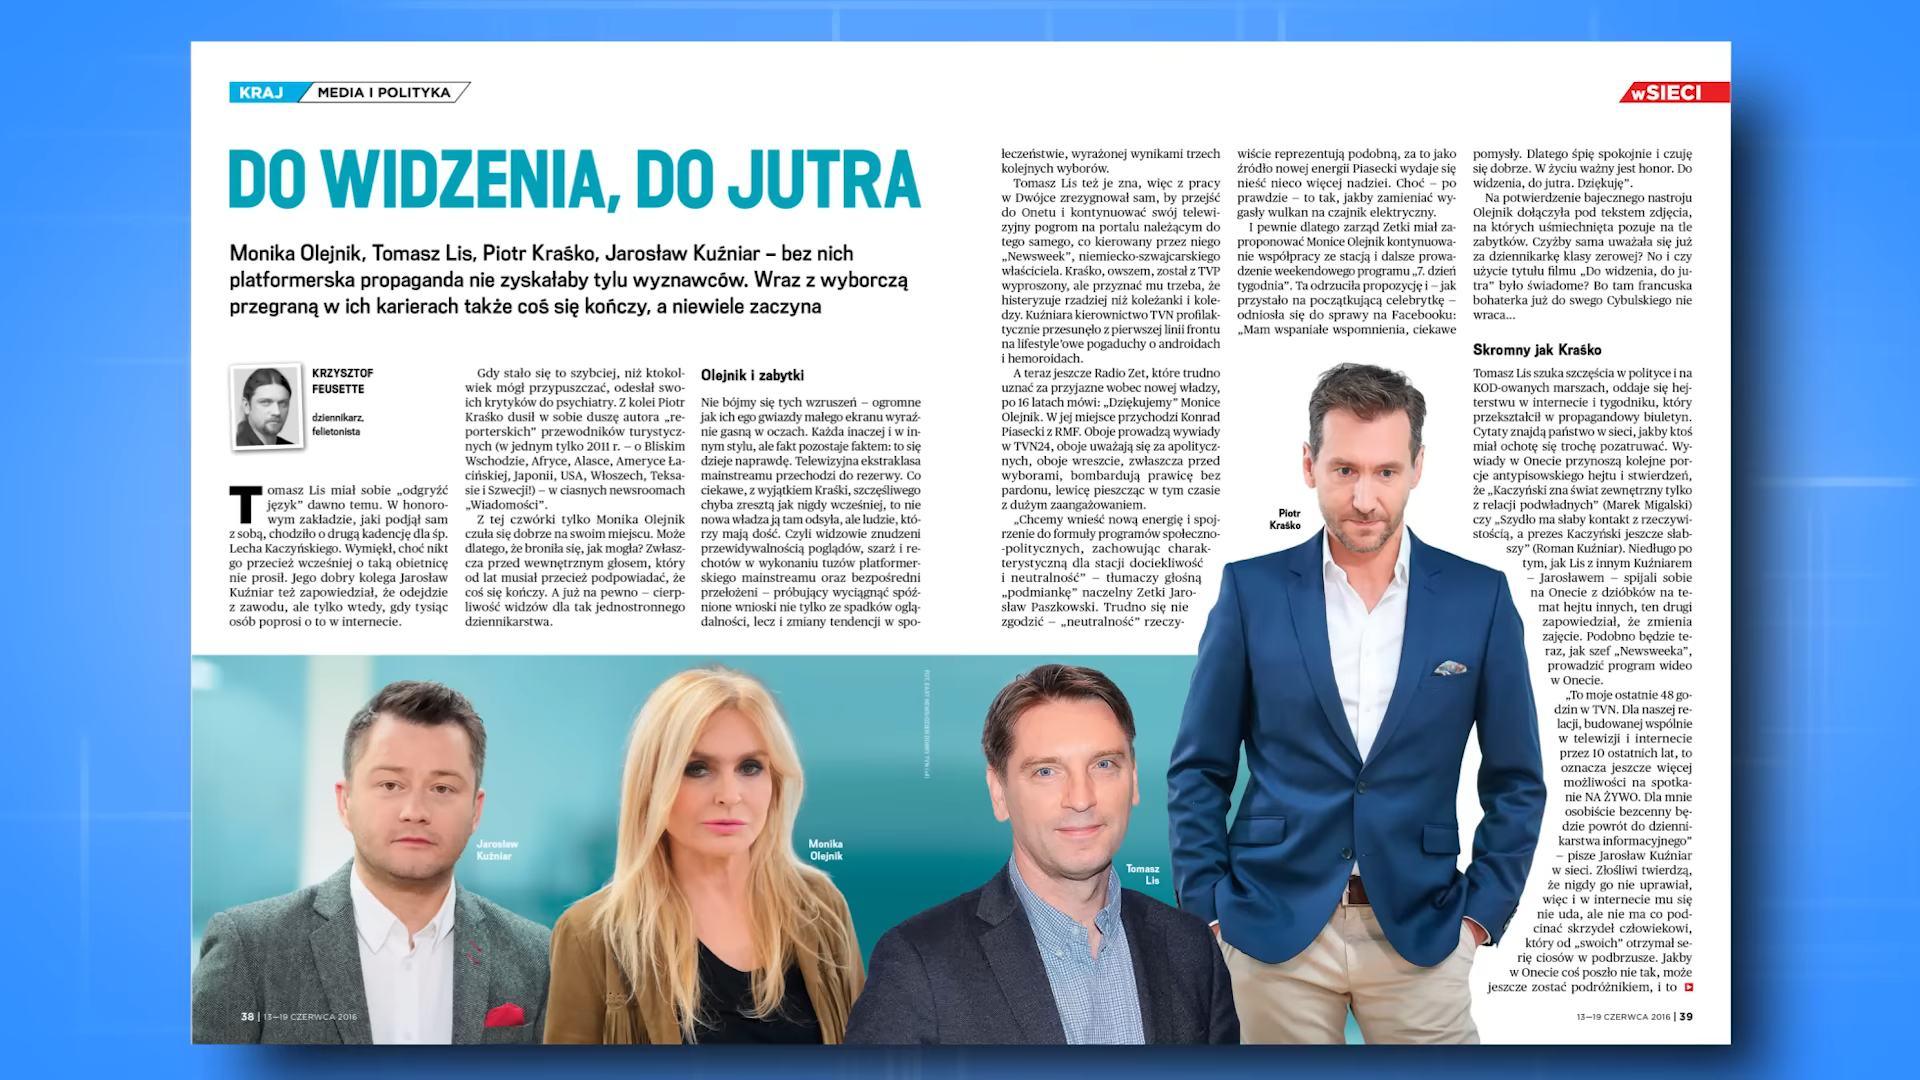 KRAJ
MEDIA I POLITYKA
wSIECI
DO WIDZENIA, DO JUTRA
Monika Olejnik, Tomasz Lis, Piotr Kraśko, Jarosław Kuźniar – bez nich
platformerska propaganda nie zyskałaby tylu wyznawców. Wraz z wyborczą
przegraną w ich karierach także coś się kończy, a niewiele zaczyna
KRZYSZTOF
FEUSETTE
dziennikarz,
felietonista
Tomasz Lis miał sobie „odgryźć
język” dawno temu. W honoro-
wym zakładzie, jaki podjął sam
z sobą, chodziło o drugą kadencję dla śp.
Lecha Kaczyńskiego. Wymiękł, choć nikt
go przecież wcześniej o taką obietnicę
nie prosił. Jego dobry kolega Jarosław
Kuźniar też zapowiedział, że odejdzie
z zawodu, ale tylko wtedy, gdy tysiąc
osób poprosi o to w internecie.
Gdy stało się to szybciej, niż ktokol-
wiek mógł przypuszczać, odesłał swo-
ich krytyków do psychiatry. Z kolei Piotr
Kraśko dusił w sobie duszę autora „re-
porterskich” przewodników turystycz-
nych (w jednym tylko 2011 r. – o Bliskim
Wschodzie, Afryce, Alasce, Ameryce Ła-
cińskiej, Japonii, USA, Włoszech, Teksa-
sie i Szwecji!) – w ciasnych newsroomach
„Wiadomości”.
Z tej czwórki tylko Monika Olejnik
czuła się dobrze na swoim miejscu. Może
dlatego, że broniła się, jak mogła? Zwłasz-
cza przed wewnętrznym głosem, który
od lat musiał przecież podpowiadać, że
coś się kończy. A już na pewno – cierp-
liwość widzów dla tak jednostronnego
dziennikarstwa.
Olejnik i zabytki
Nie bójmy się tych wzruszeń – ogromne
jak ich ego gwiazdy małego ekranu wyraź-
nie gasną w oczach. Każda inaczej i w in-
nym stylu, ale fakt pozostaje faktem: to się
dzieje naprawdę. Telewizyjna ekstraklasa
mainstreamu przechodzi do rezerwy. Co
ciekawe, z wyjątkiem Kraśki, szczęśliwego
chyba zresztą jak nigdy wcześniej, to nie
nowa władza ją tam odsyła, ale ludzie, któ-
rzy mają dość. Czyli widzowie znudzeni
przewidywalnością poglądów, szarż i re-
chotów w wykonaniu tuzów platformer-
skiego mainstreamu oraz bezpośredni
przełożeni – próbujący wyciągnąć spóź-
nione wnioski nie tylko ze spadków oglą-
dalności, lecz i zmiany tendencji w spo-
łeczeństwie, wyrażonej wynikami trzech
kolejnych wyborów.
Tomasz Lis też je zna, więc z pracy
w Dwójce zrezygnował sam, by przejść
do Onetu i kontynuować swój telewi-
zyjny pogrom na portalu należącym do
tego samego, co kierowany przez niego
„Newsweek”, niemiecko-szwajcarskiego
właściciela. Kraśko, owszem, został z TVP
wyproszony, ale przyznać mu trzeba, że
histeryzuje rzadziej niż koleżanki i kole-
dzy. Kuźniara kierownictwo TVN profilak-
tycznie przesunęło z pierwszej linii frontu
na lifestyle'owe pogaduchy o androidach
i hemoroidach.
A teraz jeszcze Radio Zet, które trudno
uznać za przyjazne wobec nowej władzy,
po 16 latach mówi: „Dziękujemy” Monice
Olejnik. W jej miejsce przychodzi Konrad
Piasecki z RMF. Oboje prowadzą wywiady
w TVN24, oboje uważają się za apolitycz-
nych, oboje wreszcie, zwłaszcza przed
wyborami, bombardują prawicę bez
pardonu, lewicę pieszcząc w tym czasie
z dużym zaangażowaniem.
„Chcemy wnieść nową energię i spoj-
rzenie do formuły programów społeczno-
-politycznych, zachowując charak-
terystyczną dla stacji dociekliwość
i neutralność” – tłumaczy głośną
„podmiankę” naczelny Zetki Jaro-
sław Paszkowski. Trudno się nie
zgodzić – „neutralność” rzeczy-
wiście reprezentują podobną, za to jako
źródło nowej energii Piasecki wydaje się
nieść nieco więcej nadziei. Choć – po
prawdzie – to tak, jakby zamieniać wy-
gasły wulkan na czajnik elektryczny.
I pewnie dlatego zarząd Zetki miał za-
proponować Monice Olejnik kontynuowa-
nie współpracy ze stacją i dalsze prowa-
dzenie weekendowego programu „7. dzień
tygodnia”. Ta odrzuciła propozycję i – jak
przystało na początkującą celebrytkę –
odniosła się do sprawy na Facebooku:
„Mam wspaniałe wspomnienia, ciekawe
pomysły. Dlatego śpię spokojnie i czuję
się dobrze. W życiu ważny jest honor. Do
widzenia, do jutra. Dziękuję”.
Na potwierdzenie bajecznego nastroju
Olejnik dołączyła pod tekstem zdjęcia,
na których uśmiechnięta pozuje na tle
zabytków. Czyżby sama uważała się już
za dziennikarkę klasy zerowej? No i czy
użycie tytułu filmu „Do widzenia, do ju-
tra” było świadome? Bo tam francuska
bohaterka już do swego Cybulskiego nie
wraca...
Skromny jak Kraśko
Tomasz Lis szuka szczęścia w polityce i na
KOD-owanych marszach, oddaje się hej-
terstwu w internecie i tygodniku, który
przekształcił w propagandowy biuletyn.
Cytaty znajdą państwo w sieci, jakby ktoś
miał ochotę się trochę pozatruwać. Wy-
wiady w Onecie przynoszą kolejne por-
cje antypisowskiego hejtu i stwierdzeń,
że „Kaczyński zna świat zewnętrzny tylko
z relacji podwładnych” (Marek Migalski)
czy „Szydło ma słaby kontakt z rzeczywi-
stością, a prezes Kaczyński jeszcze słab-
szy” (Roman Kuźniar). Niedługo po
tym, jak Lis z innym Kuźniarem
– Jarosławem – spijali sobie
na Onecie z dzióbków na te-
mat hejtu innych, ten drugi
zapowiedział, że zmienia
zajęcie. Podobno będzie te-
raz, jak szef „Newsweeka”,
prowadzić program wideo
w Onecie.
„To moje ostatnie 48 go-
dzin w TVN. Dla naszej re-
lacji, budowanej wspólnie
w telewizji i internecie
przez 10 ostatnich lat, to
oznacza jeszcze więcej
możliwości na spotka-
nie NA ŻYWO. Dla mnie
osobiście bezcenny bę-
dzie powrót do dzienni-
karstwa informacyjnego”
– pisze Jarosław Kuźniar
w sieci. Złośliwi twierdzą,
że nigdy go nie uprawiał,
więc i w internecie mu się
nie uda, ale nie ma co pod-
cinać skrzydeł człowiekowi,
który od „swoich” otrzymał se-
rię ciosów w podbrzusze. Jakby
w Onecie coś poszło nie tak, może
jeszcze zostać podróżnikiem, i to
Piotr
Kraśko
Jarosław
Kuźniar
Monika
Olejnik
Tomasz
Lis
38 | 13–19 CZERWCA 2016
13–19 CZERWCA 2016 | 39